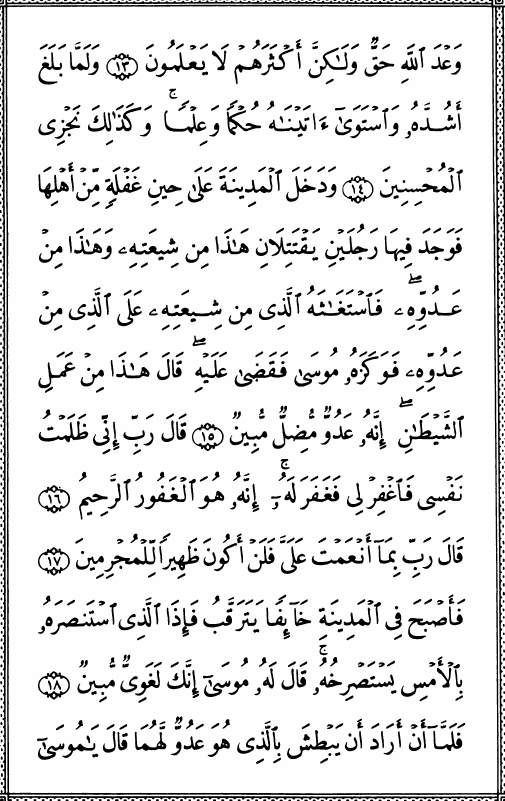 وَعْدَ ٱللَّهِ حَقٌّ وَلَٰكِنَّ أَكْثَرَهُمْ لَا يَعْلَمُونَ ١٣ وَلَمَّا بَلَغَ
أَشُدَّهُۥ وَٱسْتَوَىٰٓ ءَاتَيْنَٰهُ حُكْمًا وَعِلْمًا ۚ وَكَذَٰلِكَ نَجْزِى
ٱلْمُحْسِنِينَ ١٤ وَدَخَلَ ٱلْمَدِينَةَ عَلَىٰ حِينِ غَفْلَةٍ مِّنْ أَهْلِهَا
فَوَجَدَ فِيهَا رَجُلَيْنِ يَقْتَتِلَانِ هَٰذَا مِن شِيعَتِهِۦ وَهَٰذَا مِنْ
عَدُوِّهِۦ ۖ فَٱسْتَغَٰثَهُ ٱلَّذِى مِن شِيعَتِهِۦ عَلَى ٱلَّذِى مِنْ
عَدُوِّهِۦ فَوَكَزَهُۥ مُوسَىٰ فَقَضَىٰ عَلَيْهِ ۖ قَالَ هَٰذَا مِنْ عَمَلِ
ٱلشَّيْطَٰنِ ۖ إِنَّهُۥ عَدُوٌّ مُّضِلٌّ مُّبِينٌ ١٥ قَالَ رَبِّ إِنِّى ظَلَمْتُ
نَفْسِى فَٱغْفِرْ لِى فَغَفَرَ لَهُۥٓ ۚ إِنَّهُۥ هُوَ ٱلْغَفُورُ ٱلرَّحِيمُ ١٦
قَالَ رَبِّ بِمَآ أَنْعَمْتَ عَلَىَّ فَلَنْ أَكُونَ ظَهِيرًا لِّلْمُجْرِمِينَ ١٧
فَأَصْبَحَ فِى ٱلْمَدِينَةِ خَآئِفًا يَتَرَقَّبُ فَإِذَا ٱلَّذِى ٱسْتَنصَرَهُۥ
بِٱلْأَمْسِ يَسْتَصْرِخُهُۥ ۚ قَالَ لَهُۥ مُوسَىٰٓ إِنَّكَ لَغَوِىٌّ مُّبِينٌ ١٨
فَلَمَّآ أَنْ أَرَادَ أَن يَبْطِشَ بِٱلَّذِى هُوَ عَدُوٌّ لَّهُمَا قَالَ يَٰمُوسَىٰٓ